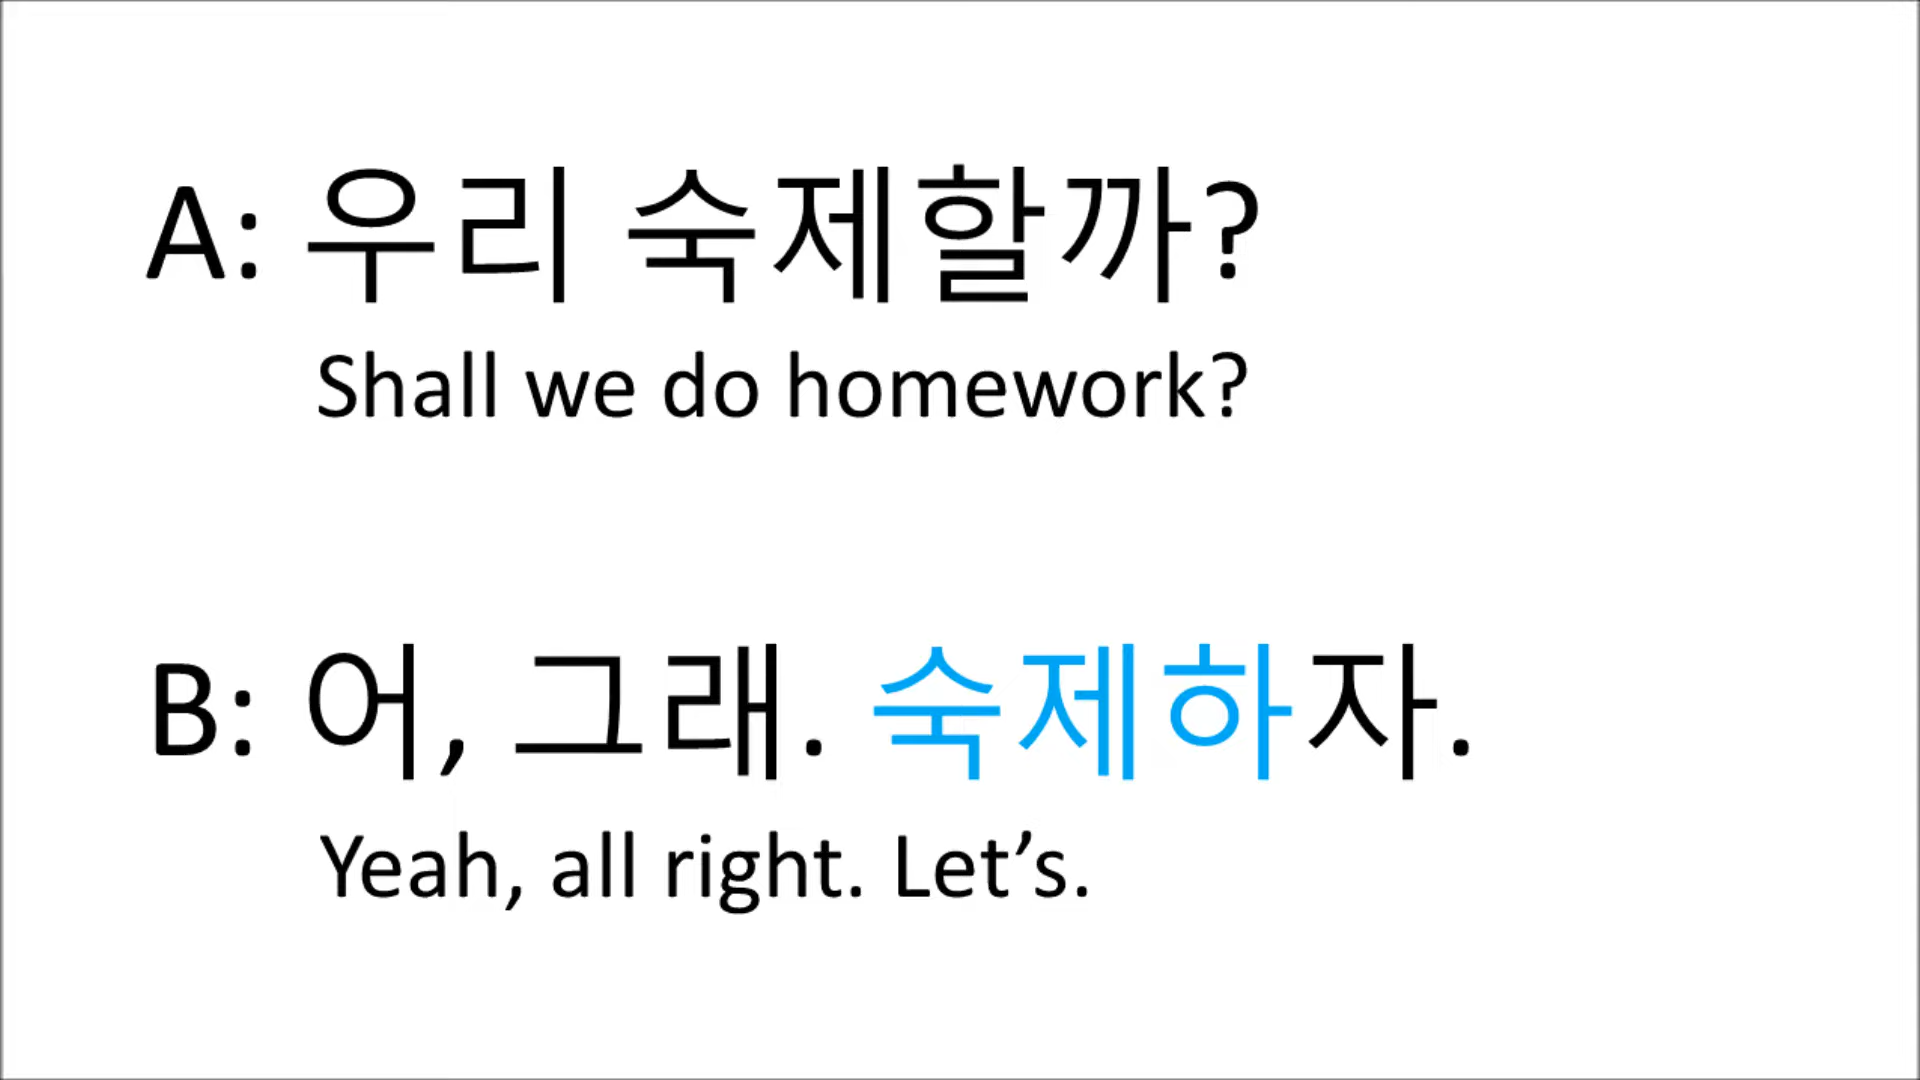 A: 우리 숙제할까?
Shall we do homework?
B: 어, 그래. 숙제하자.
Yeah, all right. Let’s.